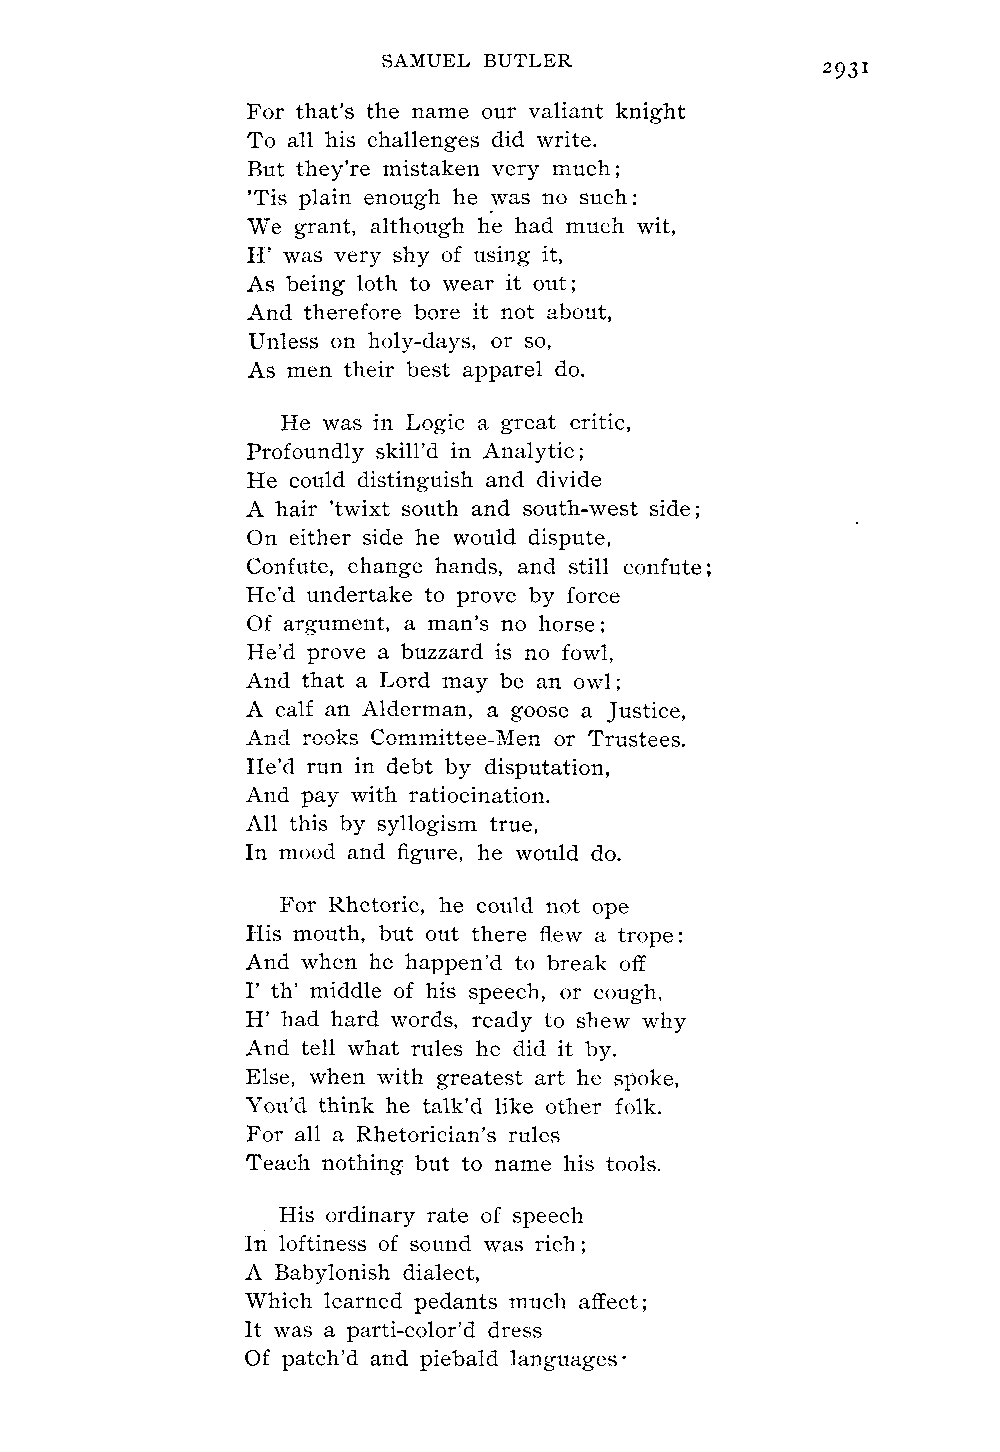 SAMUEL BUTLER 2931
For that's the name our valiant knight
To all his challenges did write.
But they're mistaken very much;
'Tis plain enough he was no such:
We grant, although he had much wit,
H' was very shy of using it,
As being loth to wear it out;
And therefore bore it not about,
Unless on holy-days, or so,
As men their best apparel do.
He was in Logic a great critic,
Profoundly skill'd in Analytic;
He could distinguish and divide
A hair 'twixt south and south-west side;
On either side he would dispute,
Confute, change hands, and still confute;
He'd undertake to prove by force
Of argument, a man's no horse;
He'd prove a buzzard is no fowl,
And that a Lord may be an owl;
A calf an Alderman, a goose a Justice,
And rooks Committee-Men or Trustees.
He'd run in debt by disputation,
And pay with ratiocination.
All this by syllogism true,
In mood and figure, he would do.
For Rhetoric, he could not ope
His mouth, but out there flew a trope:
And when he happen'd to break off
I' th' middle of his speech, or cough,
H' had hard words, ready to shew why
And tell what rules he did it by.
Else, when with greatest art he spoke,
You'd think he talk'd like other folk.
For all a Rhetorician's rules
Teach nothing but to name his tools.
His ordinary rate of speech
In loftiness of sound was rich;
A Babylonish dialect,
Which learned pedants much affect;
It was a parti-color'd dress
Of patch'd and piebald languages·